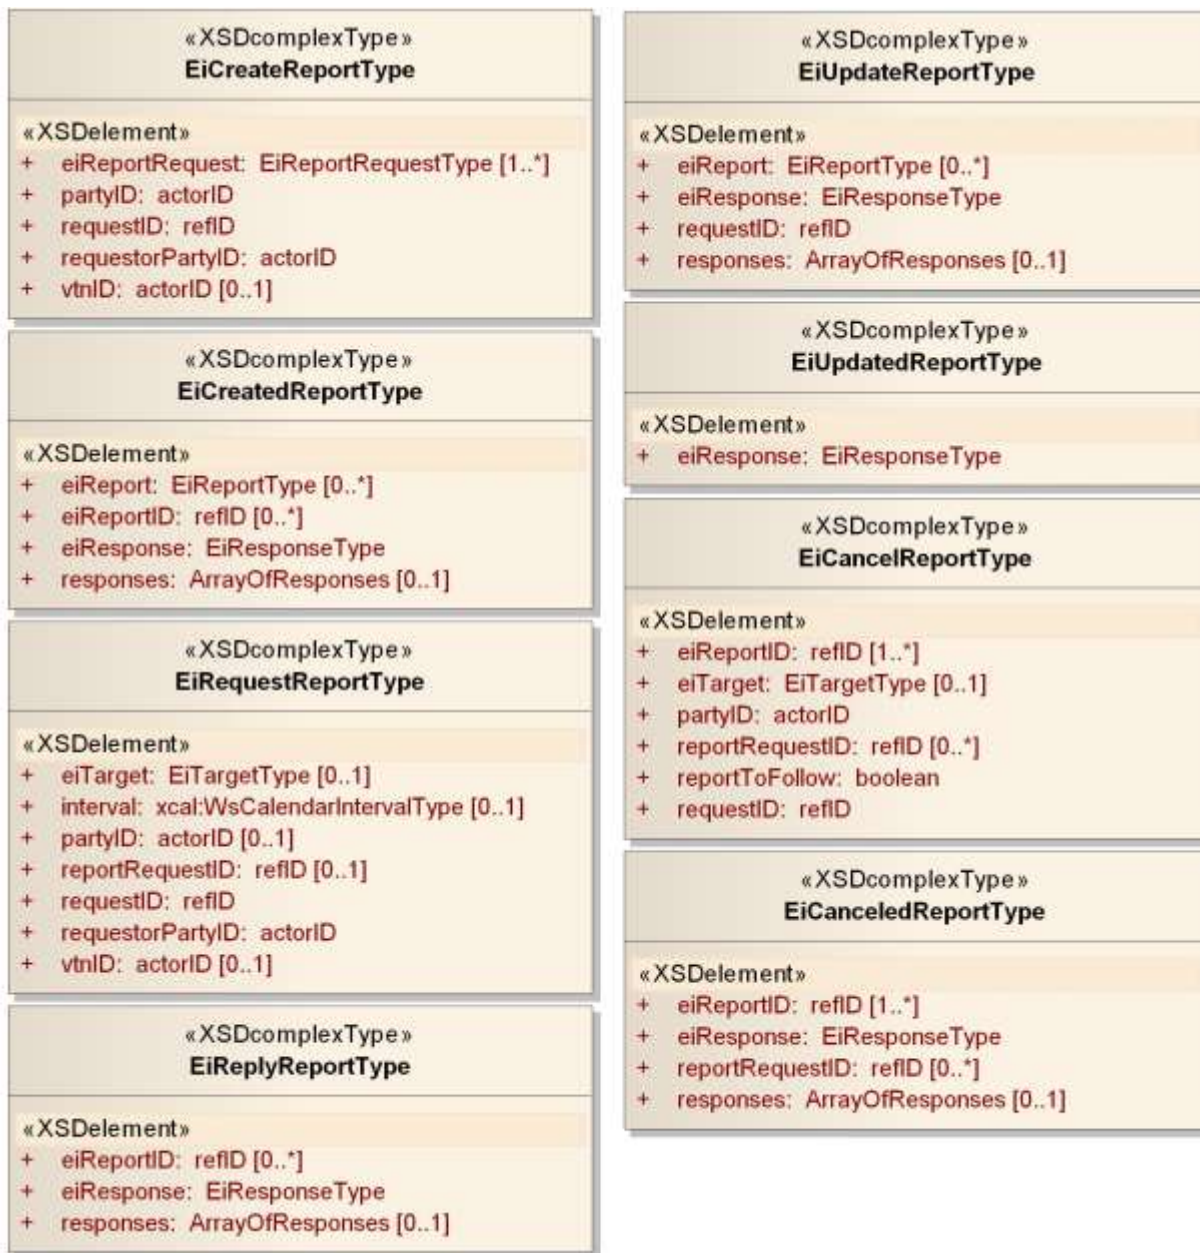 «XSDcomplexType»
EiCreateReportType
«XSDelement»
+ eiReportRequest: EiReportRequestType [1..*]
+ partyID: actorID
+ requestID: refID
+ requestorPartyID: actorID
+ vtnID: actorID [0..1]
«XSDcomplexType»
EiCreatedReportType
«XSDelement»
+ eiReport: EiReportType [0..*]
+ eiReportID: refID [0..*]
+ eiResponse: EiResponseType
+ responses: ArrayOfResponses [0..1]
«XSDcomplexType»
EiRequestReportType
«XSDelement»
+ eiTarget: EiTargetType [0..1]
+ interval: xcal:WsCalendarIntervalType [0..1]
+ partyID: actorID [0..1]
+ reportRequestID: refID [0..1]
+ requestID: refID
+ requestorPartyID: actorID
+ vtnID: actorID [0..1]
«XSDcomplexType»
EiReplyReportType
«XSDelement»
+ eiReportID: refID [0..*]
+ eiResponse: EiResponseType
+ responses: ArrayOfResponses [0..1]
«XSDcomplexType»
EiUpdateReportType
«XSDelement»
+ eiReport: EiReportType [0..*]
+ eiResponse: EiResponseType
+ requestID: refID
+ responses: ArrayOfResponses [0..1]
«XSDcomplexType»
EiUpdatedReportType
«XSDelement»
+ eiResponse: EiResponseType
«XSDcomplexType»
EiCancelReportType
«XSDelement»
+ eiReportID: refID [1..*]
+ eiTarget: EiTargetType [0..1]
+ partyID: actorID
+ reportRequestID: refID [0..*]
+ reportToFollow: boolean
+ requestID: refID
«XSDcomplexType»
EiCanceledReportType
«XSDelement»
+ eiReportID: refID [1..*]
+ eiResponse: EiResponseType
+ reportRequestID: refID [0..*]
+ responses: ArrayOfResponses [0..1]